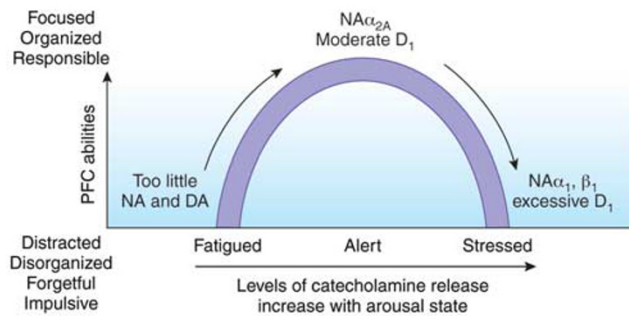 Focused
Organized
Responsible
NAα2A
Moderate D1
PFC abilities
Too little
NA and DA
NAα1, β1
excessive D1
Distracted
Disorganized
Forgetful
Impulsive
Fatigued
Alert
Stressed
Levels of catecholamine release
increase with arousal state